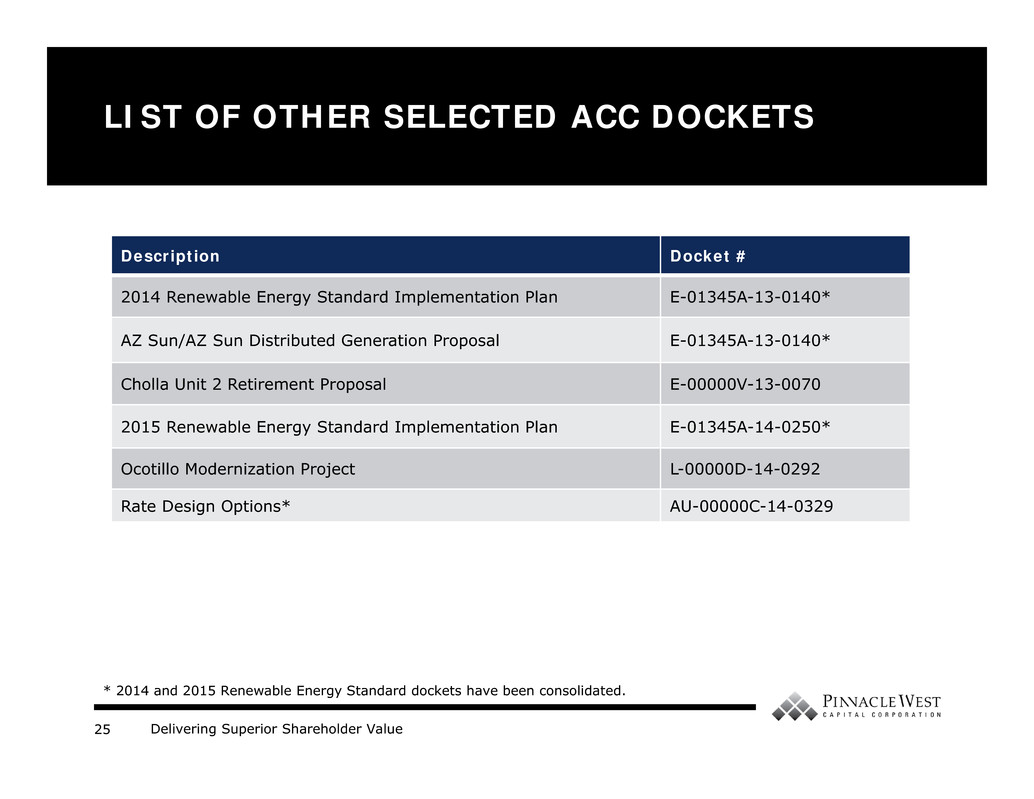 LIST OF OTHER SELECTED ACC DOCKETS
Description Docket #
2014 Renewable Energy Standard Implementation Plan E-01345A-13-0140*
AZ Sun/AZ Sun Distributed Generation Proposal E-01345A-13-0140*
Cholla Unit 2 Retirement Proposal E-00000V-13-0070
2015 Renewable Energy Standard Implementation Plan E-01345A-14-0250*
Ocotillo Modernization Project L-00000D-14-0292
Rate Design Options* AU-00000C-14-0329
* 2014 and 2015 Renewable Energy Standard dockets have been consolidated.
PINNACLE WEST
CAPITAL CORPORATION
25 Delivering Superior Shareholder Value